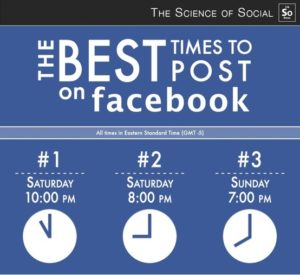 THE SCIENCE OF SOCIAL
So
THE BEST TIMES TO POST
on facebook
All times in Eastern Standard Time (GMT -5)
#1 #2 #3
SATURDAY SATURDAY SUNDAY
10:00 PM 8:00 PM 7:00 PM